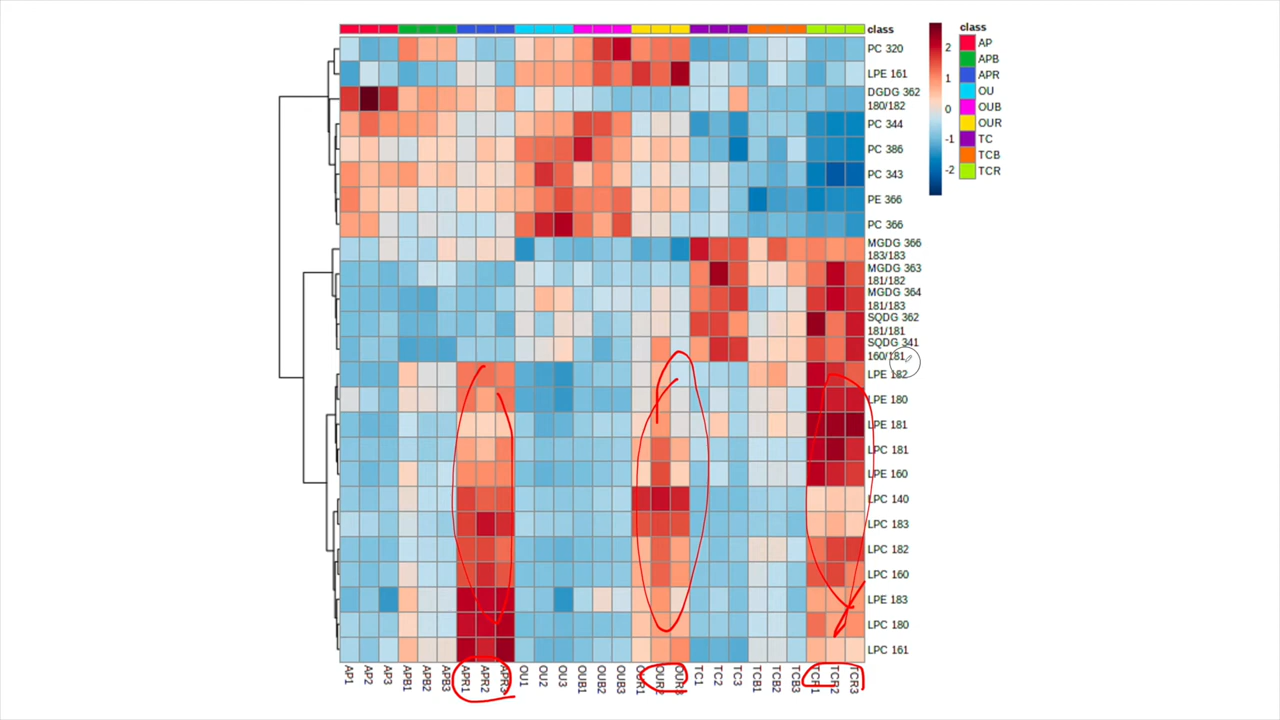 class
PC 320
LPE 161
DGDG 362
180/182
PC 344
PC 386
PC 343
PE 366
PC 366
MGDG 366
183/183
MGDG 363
181/182
MGDG 364
181/183
SQDG 362
181/181
SQDG 341
160/181
LPE 182
LPE 180
LPE 181
LPC 181
LPE 160
LPC 140
LPC 183
LPC 182
LPC 160
LPE 183
LPC 180
LPC 161
AP1
AP2
AP3
APB1
APB2
APB3
APR1
APR2
APR3
OU1
OU2
OU3
OUB1
OUB2
OUB3
OUR1
OUR2
OUR3
TC1
TC2
TC3
TCB1
TCB2
TCB3
TCR1
TCR2
TCR3
2
1
0
-1
-2
class
AP
APB
APR
OU
OUB
OUR
TC
TCB
TCR